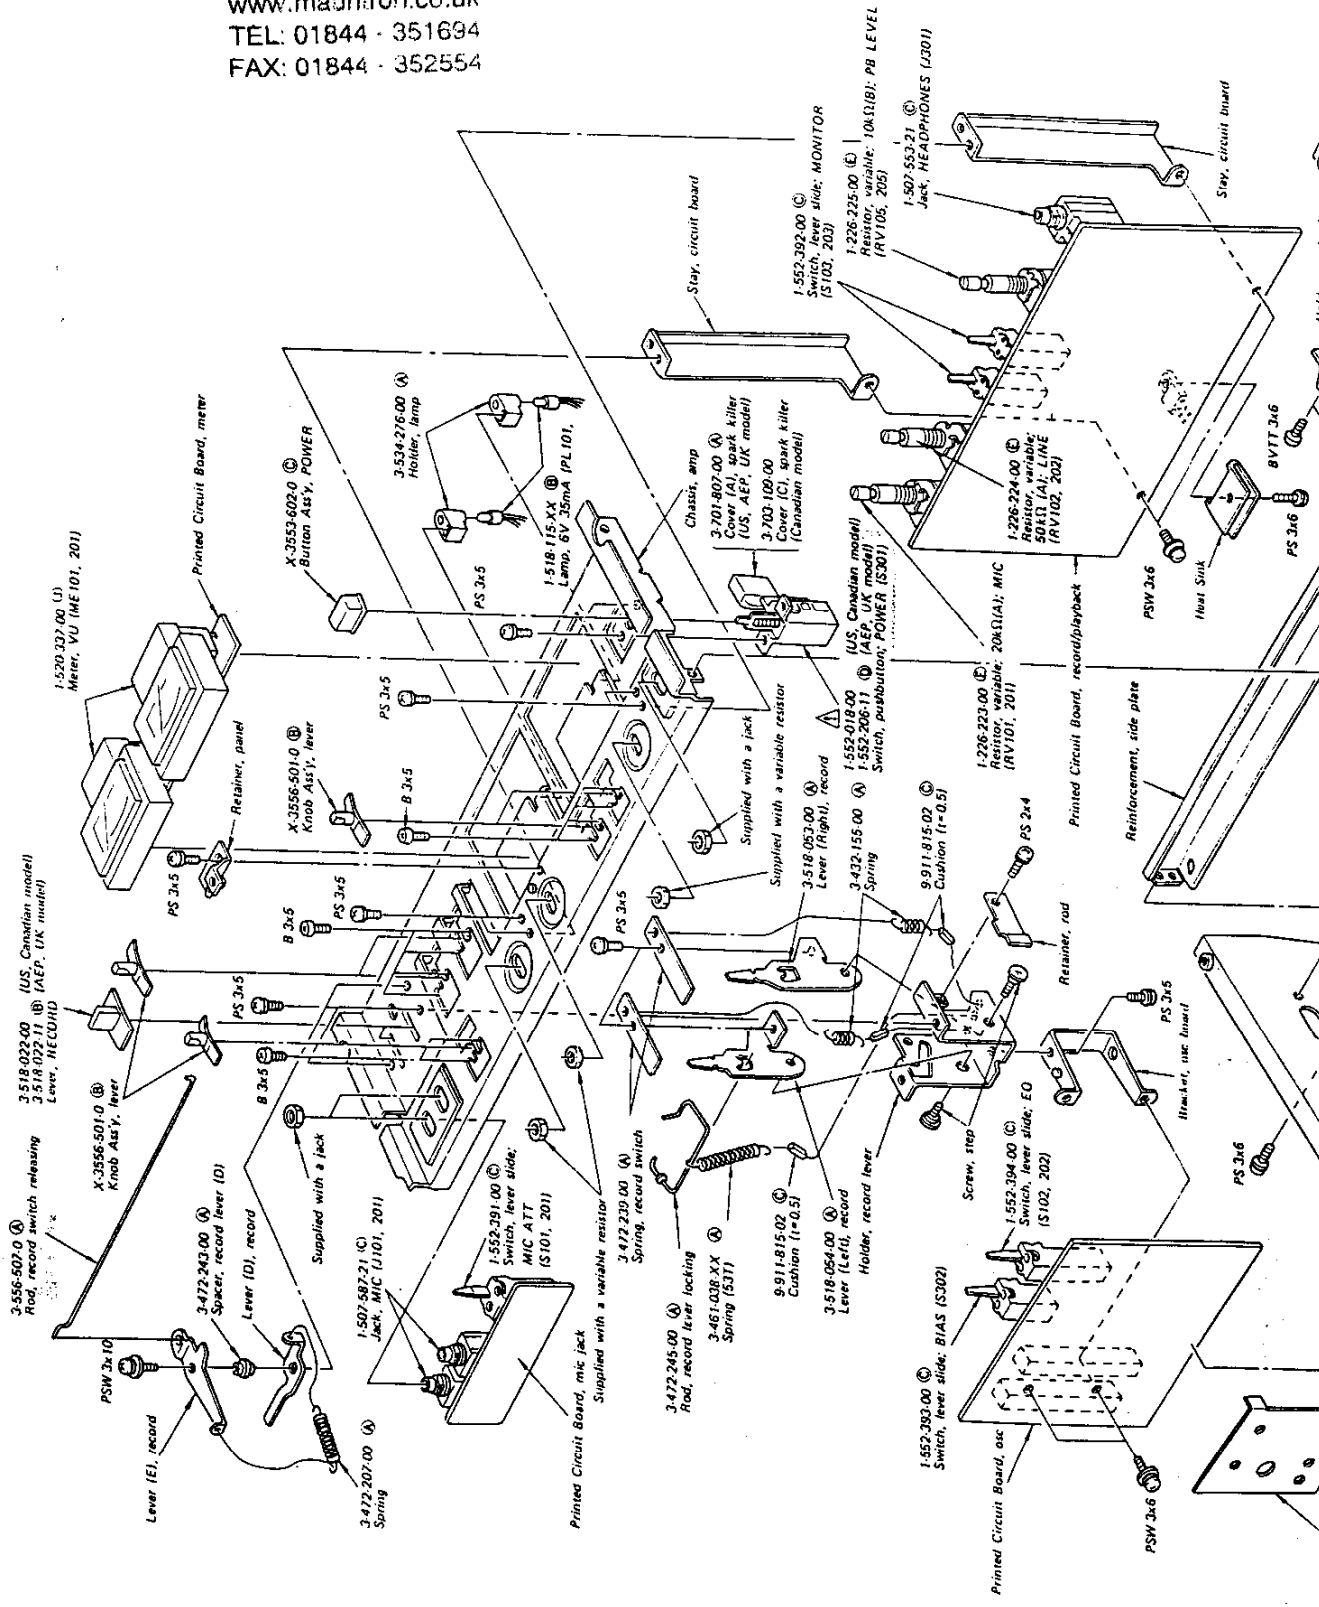 TEL: 01844 - 351694
FAX: 01844 - 352554
3-556-507-0 Ⓐ
Rod, record switch releasing
3-518-022-00 (US, Canadian model)
3-518-022-11 Ⓑ (AEP, UK model)
Lever, RECORD
X-3556-501-0 Ⓑ
Knob Ass'y, lever
1-520-337-00 Ⓙ
Meter, VU (ME101, 201)
Printed Circuit Board, meter
Retainer, panel
PS 3x5
X-3556-501-0 Ⓑ
Knob Ass'y, lever
B 3x5
X-3553-602-0 Ⓒ
Button Ass'y, POWER
PS 3x5
PS 3x5
3-534-276-00 Ⓐ
Holder, lamp
1-518-115-XX Ⓑ
Lamp, 6V 35mA (PL101,
Stay, circuit board
Chassis, amp
3-701-807-00 Ⓐ
Cover (A), spark killer
(US, AEP, UK model)
3-703-109-00
Cover (C), spark killer
(Canadian model)
1-552-392-00 Ⓒ
Switch, lever slide; MONITOR
(S103, 203)
1-226-225-00 Ⓔ
Resistor, variable; 10kΩ(B); PB LEVEL
(RV105, 205)
1-507-553-21 Ⓒ
Jack, HEADPHONES (J301)
Stay, circuit board
PSW 3x10
3-472-243-00 Ⓐ
Spacer, record lever (D)
Lever (D), record
Lever (E), record
3-472-207-00 Ⓐ
Spring
B 3x5
PS 3x5
B 3x5
PS 3x5
Supplied with a jack
1-507-587-21 Ⓒ
Jack, MIC (J101, 201)
1-552-391-00 Ⓒ
Switch, lever slide;
MIC ATT
(S101, 201)
Printed Circuit Board, mic jack
Supplied with a variable resistor
3-472-239-00 Ⓐ
Spring, record switch
PS 3x5
Supplied with a jack
Supplied with a variable resistor
1-552-018-00 (US, Canadian model)
1-552-206-11 Ⓓ (AEP, UK model)
Switch, pushbutton; POWER (S301)
3-518-053-00 Ⓐ
Lever (Right), record
3-432-155-00 Ⓐ
Spring
9-911-815-02 Ⓒ
Cushion (t=0.5)
PS 2x4
Retainer, rod
3-472-245-00 Ⓐ
Rod, record lever locking
3-461-038-XX Ⓐ
Spring (53T)
9-911-815-02 Ⓒ
Cushion (t=0.5)
3-518-054-00 Ⓐ
Lever (Left), record
Holder, record lever
Screw, step
1-226-223-00 Ⓔ
Resistor, variable; 20kΩ(A); MIC
(RV101, 201)
1-226-224-00 Ⓔ
Resistor, variable;
50kΩ (A); LINE
(RV102, 202)
Printed Circuit Board, record/playback
PSW 3x6
Heat Sink
PS 3x6
BVTT 3x6
Reinforcement, side plate
PS 3x5
Bracket, osc board
PS 3x6
1-552-394-00 Ⓒ
Switch, lever slide; EQ
(S102, 202)
1-552-393-00 Ⓒ
Switch, lever slide; BIAS (S302)
Printed Circuit Board, osc
PSW 3x6